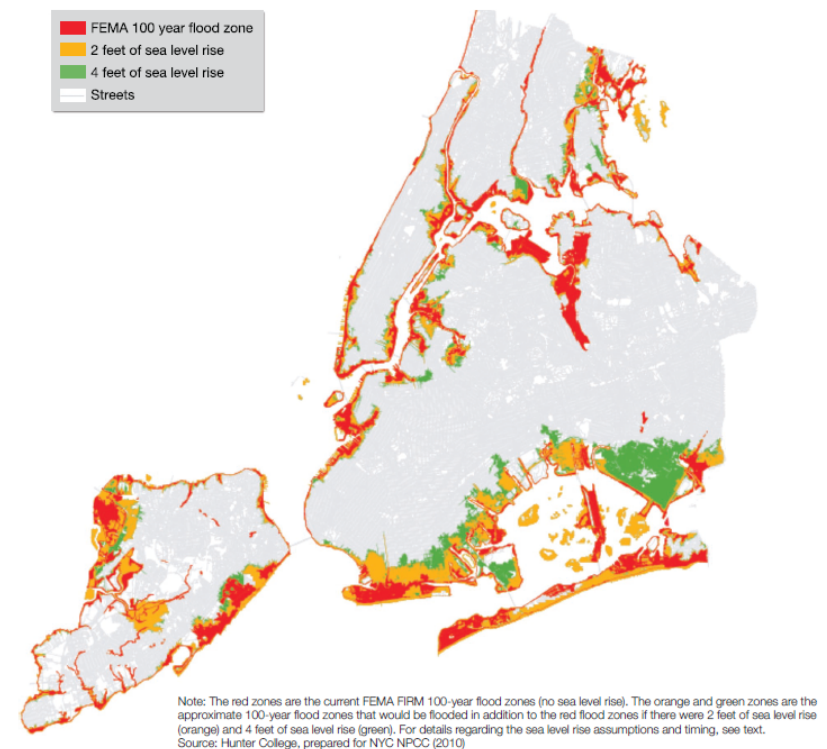 FEMA 100 year flood zone
2 feet of sea level rise
4 feet of sea level rise
Streets
Note: The red zones are the current FEMA FIRM 100-year flood zones (no sea level rise). The orange and green zones are the
approximate 100-year flood zones that would be flooded in addition to the red flood zones if there were 2 feet of sea level rise
(orange) and 4 feet of sea level rise (green). For details regarding the sea level rise assumptions and timing, see text.
Source: Hunter College, prepared for NYC NPCC (2010)